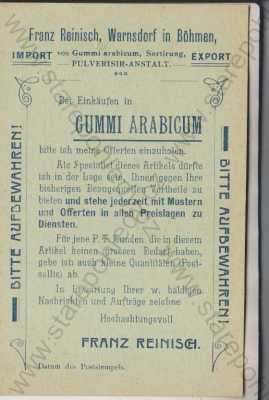 Franz Reinisch, Warnsdorf in Böhmen,
IMPORT von Gummi arabicum, Sortirung, EXPORT
PULVERISIR-ANSTALT.
Bei Einkäufen in
GUMMI ARABICUM
bitte ich meine Offerten einzuholen.
Als Specialist dieses Artikels dürfte
ich in der Lage sein, Ihnen gegen Ihre
bisherigen Bezugsquellen Vortheile zu
bieten und stehe jederzeit mit Mustern
und Offerten in allen Preislagen zu
Diensten.
Für jene P. T. Kunden, die in diesem
Artikel keinen grossen Bedarf haben,
gebe ich auch kleine Quantitäten (Post-
sollis) ab.
In Erwartung Ihrer w. baldigen
Nachrichten und Aufträge zeichne
Hochachtungsvoll
FRANZ REINISCH.
Datum des Poststempels.
BITTE AUFBEWAHREN!
BITTE AUFBEWAHREN!